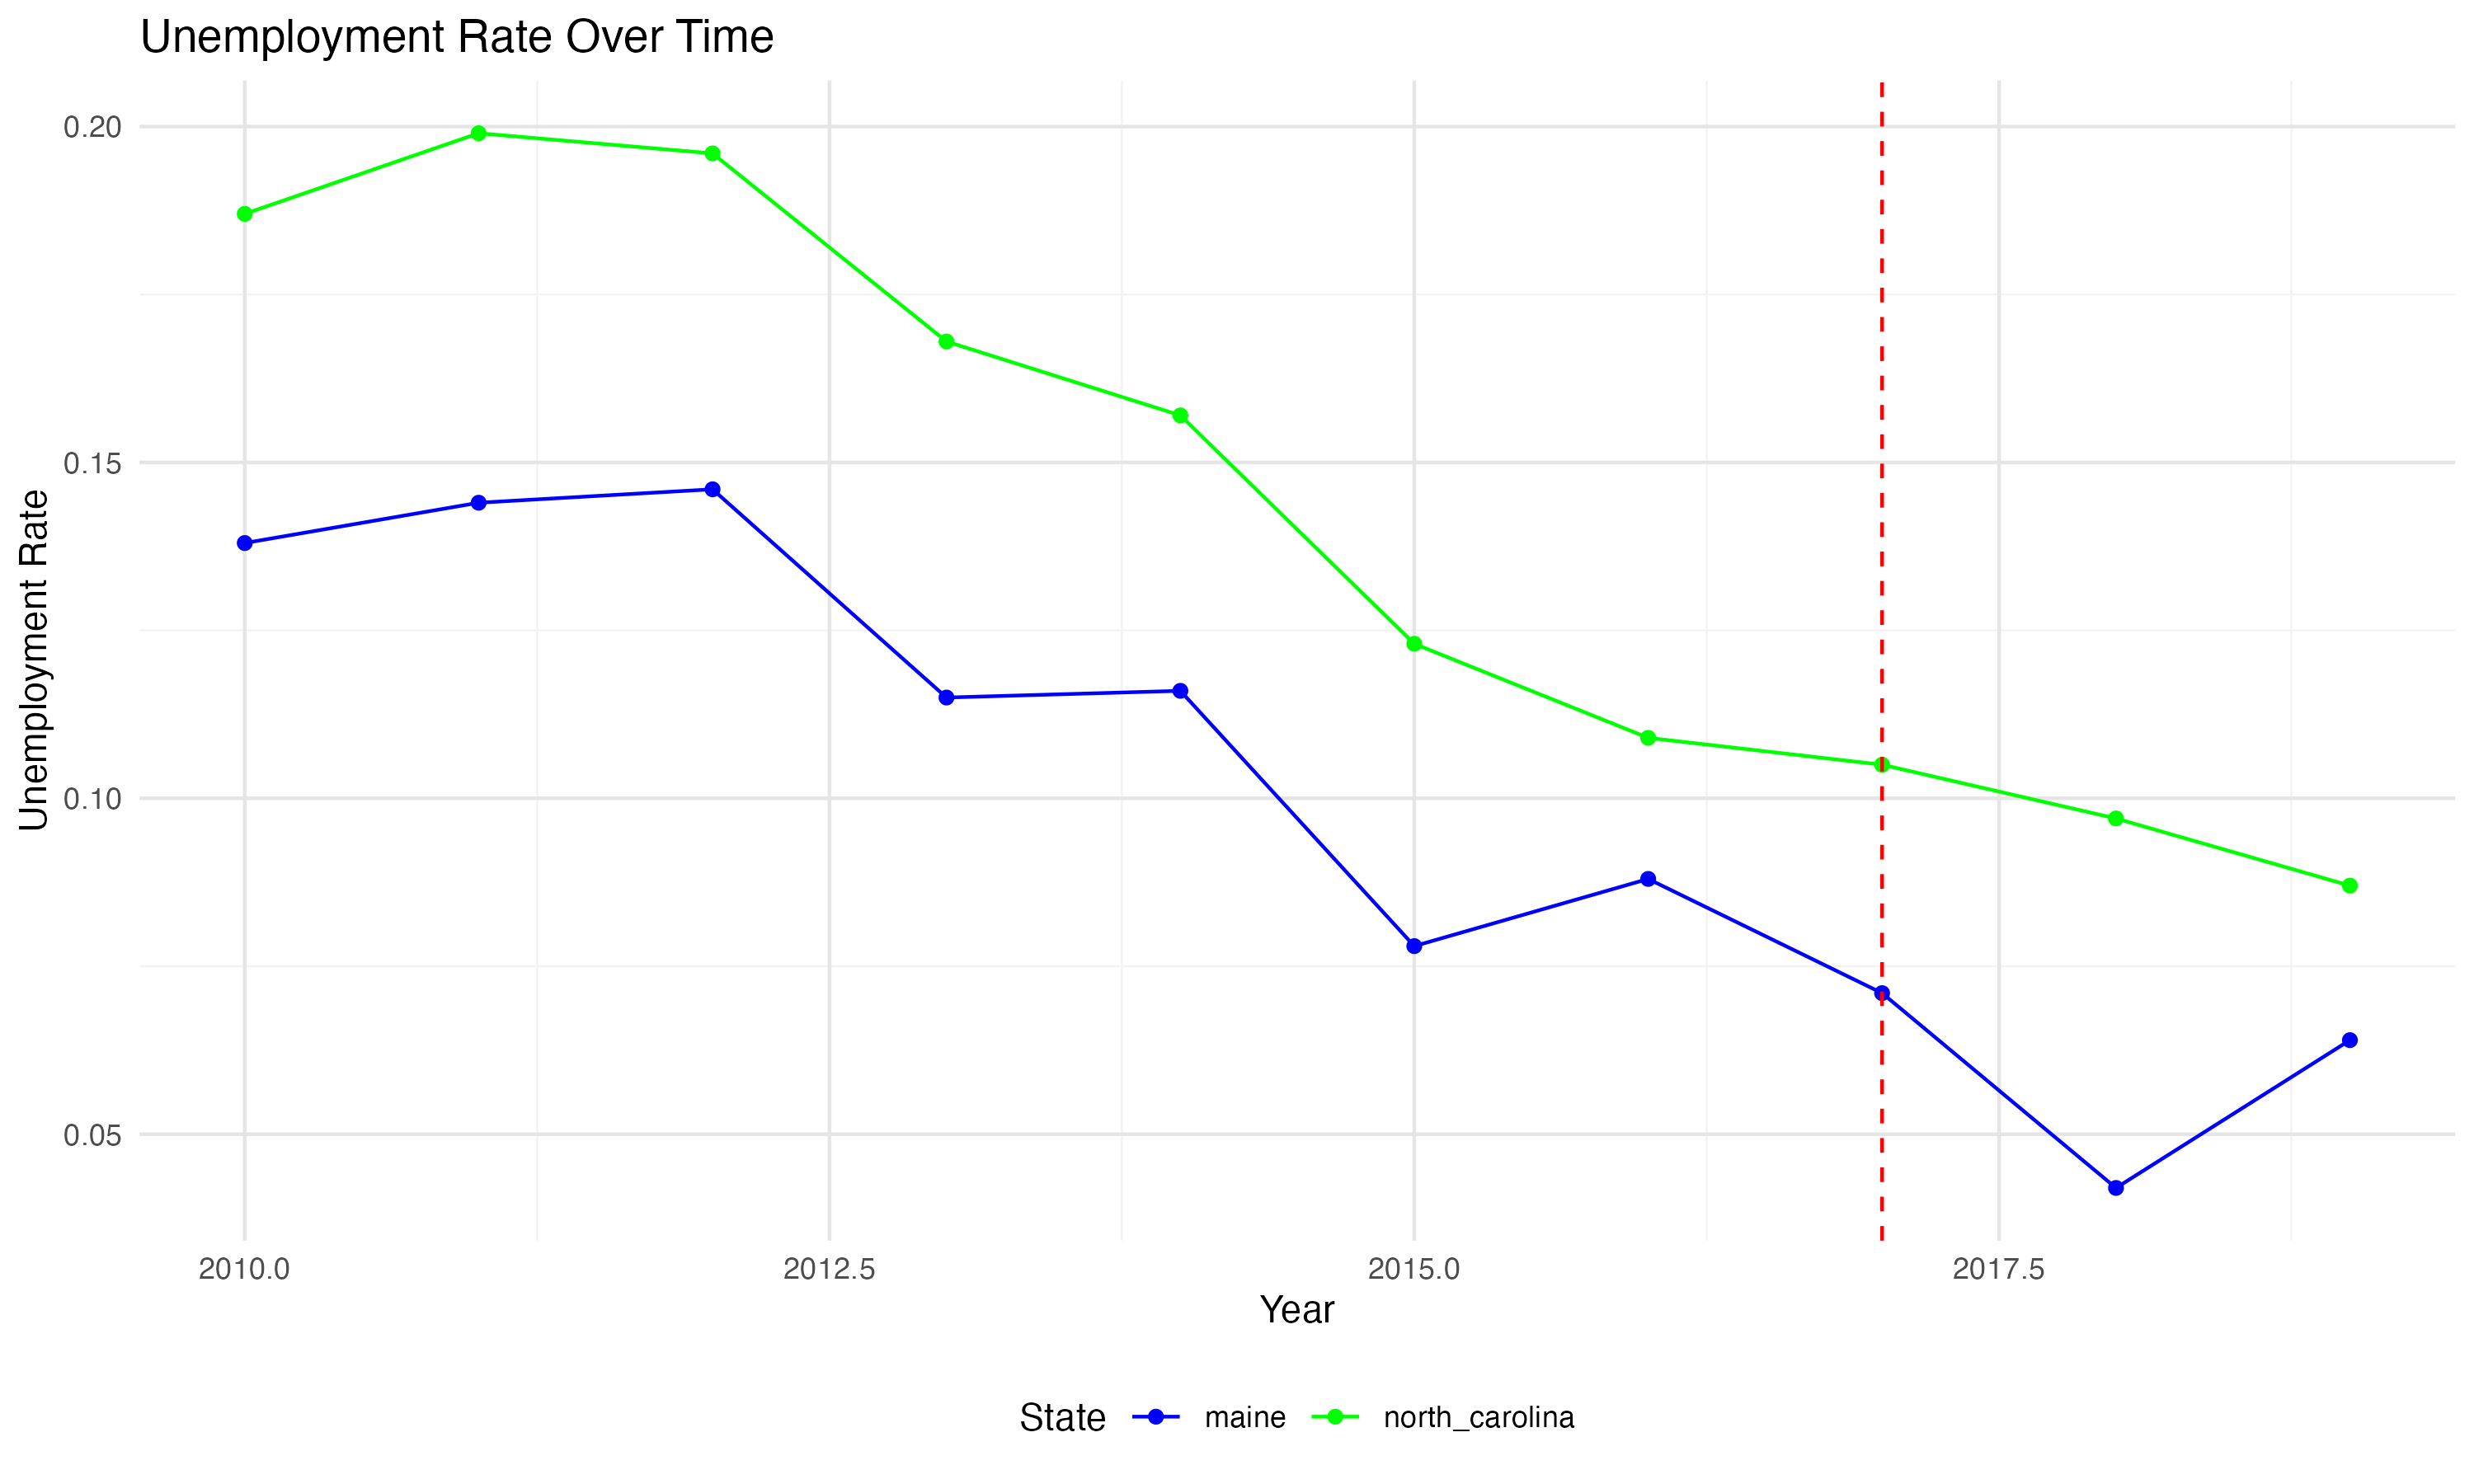 Unemployment Rate Over Time
Unemployment Rate
0.20
0.15
0.10
0.05
2010.0 2012.5 2015.0 2017.5
Year
State maine north_carolina